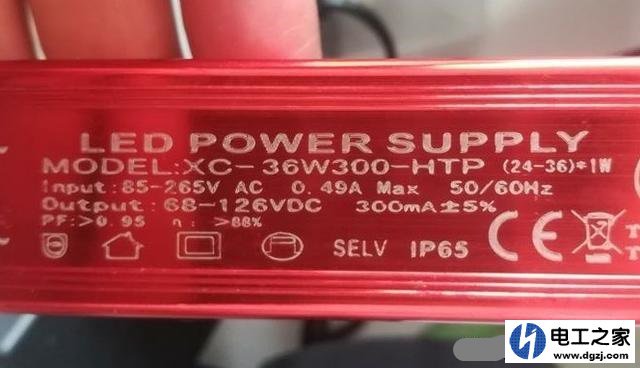 LED POWER SUPPLY
MODEL:XC-36W300-HTP (24-36)*1W
Input:85-265V AC 0.49A Max 50/60Hz
Output:68-126VDC 300mA±5%
PF:>0.95 η:>88%
SELV IP65 CE
电工之家
www.dgzj.com